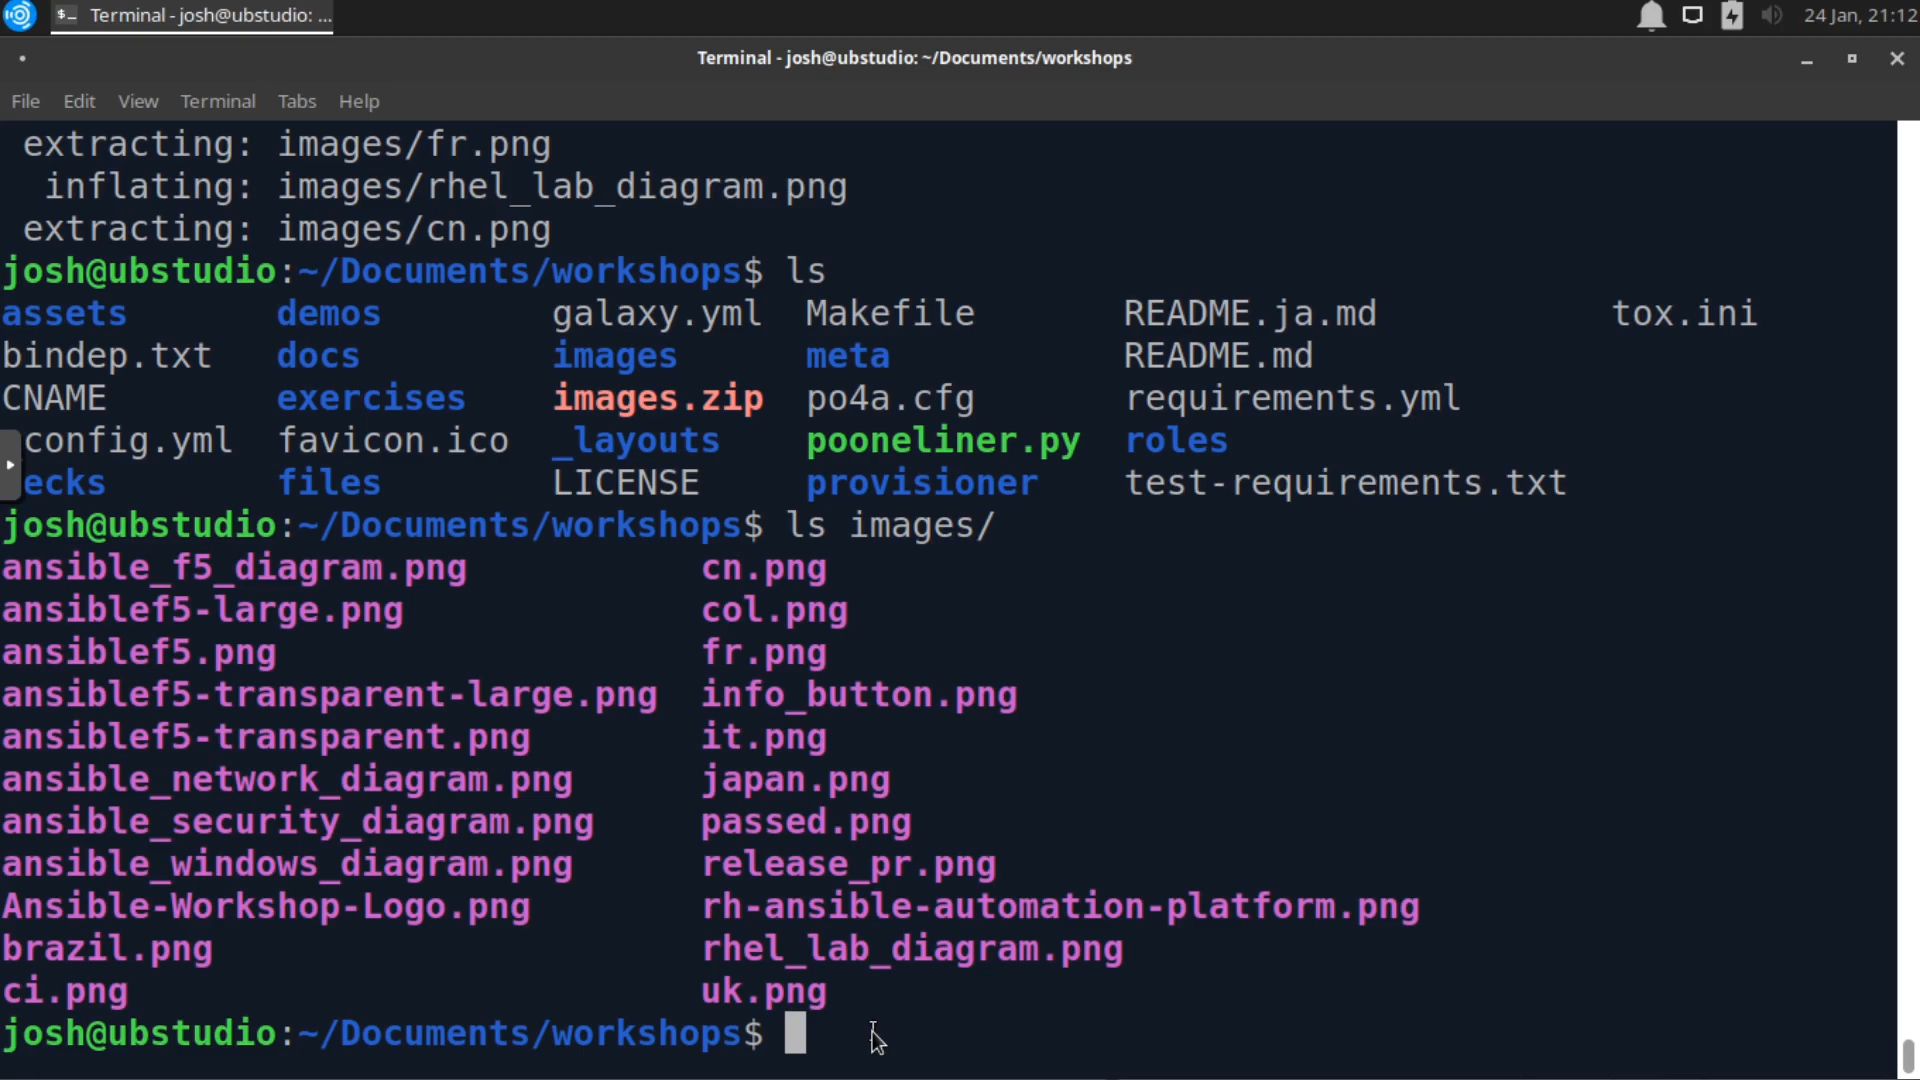 Terminal - josh@ubstudio: ...
24 Jan, 21:12
Terminal - josh@ubstudio: ~/Documents/workshops
File Edit View Terminal Tabs Help
extracting: images/fr.png
inflating: images/rhel_lab_diagram.png
extracting: images/cn.png
josh@ubstudio:~/Documents/workshops$ ls
assets demos galaxy.yml Makefile README.ja.md tox.ini
bindep.txt docs images meta README.md
CNAME exercises images.zip po4a.cfg requirements.yml
config.yml favicon.ico _layouts pooneliner.py roles
ecks files LICENSE provisioner test-requirements.txt
josh@ubstudio:~/Documents/workshops$ ls images/
ansible_f5_diagram.png cn.png
ansiblef5-large.png col.png
ansiblef5.png fr.png
ansiblef5-transparent-large.png info_button.png
ansiblef5-transparent.png it.png
ansible_network_diagram.png japan.png
ansible_security_diagram.png passed.png
ansible_windows_diagram.png release_pr.png
Ansible-Workshop-Logo.png rh-ansible-automation-platform.png
brazil.png rhel_lab_diagram.png
ci.png uk.png
josh@ubstudio:~/Documents/workshops$